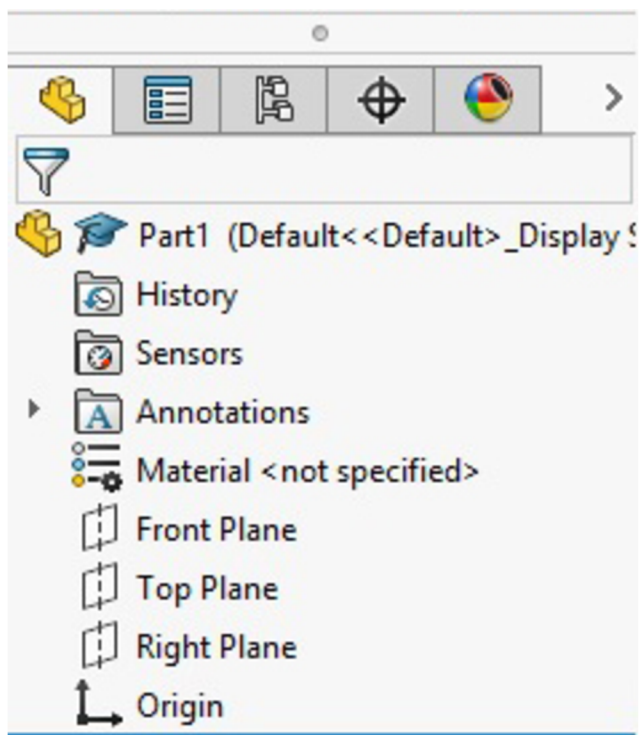 Part1 (Default<<Default>_Display
History
Sensors
A Annotations
Material <not specified>
Front Plane
Top Plane
Right Plane
Origin